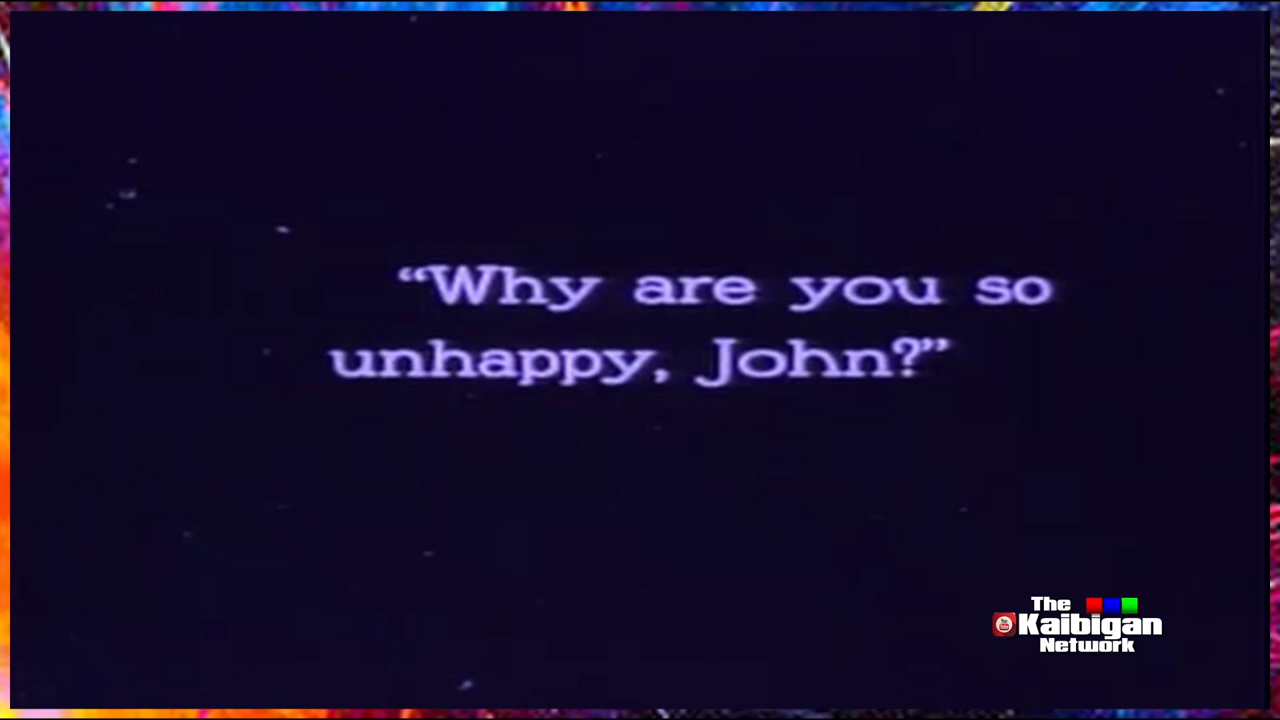 “Why are you so
unhappy, John?”
The
Kaibigan
Network